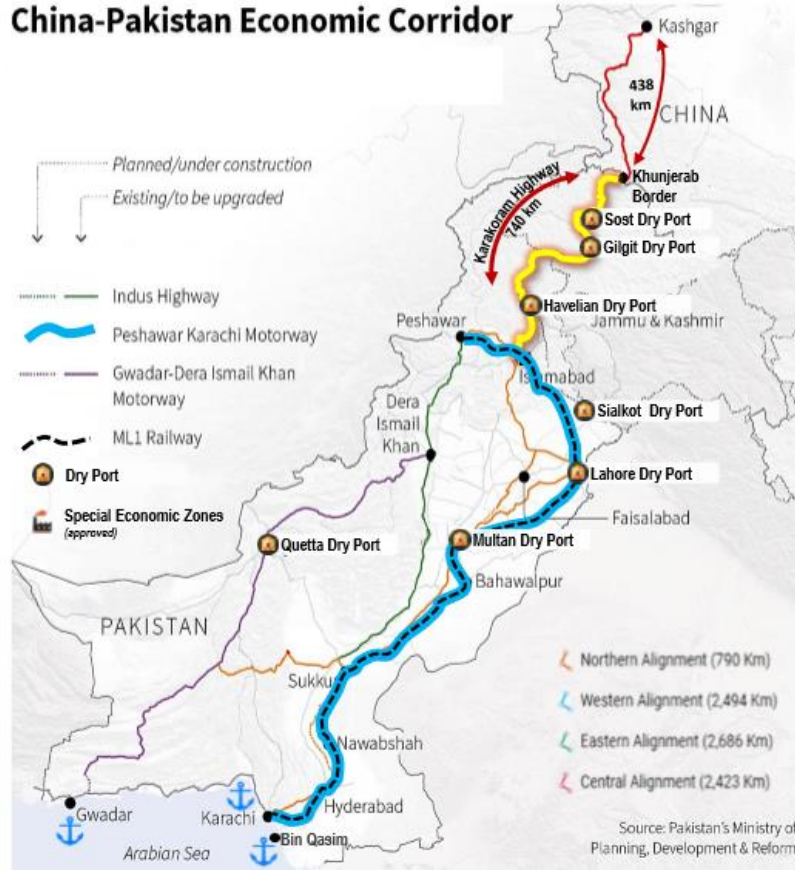 China-Pakistan Economic Corridor
Kashgar
438
km
CHINA
Planned/under construction
Existing/to be upgraded
Khunjerab
Border
Karakoram Highway
740 km
Sost Dry Port
Gilgit Dry Port
Indus Highway
Havelian Dry Port
Peshawar
Jammu & Kashmir
Peshawar Karachi Motorway
Islamabad
Gwadar-Dera Ismail Khan
Motorway
Dera
Ismail
Khan
Sialkot Dry Port
ML1 Railway
Dry Port
Lahore Dry Port
Special Economic Zones
(approved)
Faisalabad
Quetta Dry Port
Multan Dry Port
Bahawalpur
PAKISTAN
Northern Alignment (790 Km)
Sukku
Western Alignment (2,494 Km)
Nawabshah
Eastern Alignment (2,686 Km)
Central Alignment (2,423 Km)
Gwadar
Karachi
Hyderabad
Bin Qasim
Arabian Sea
Source: Pakistan's Ministry of
Planning, Development & Reform